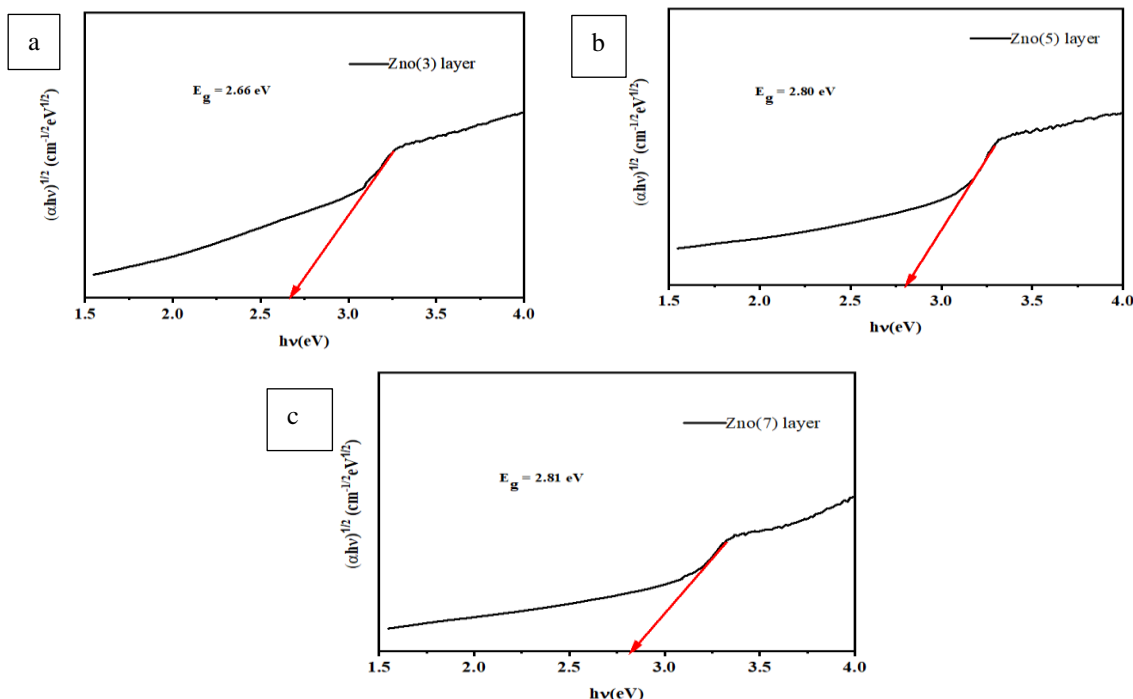 a
Zno(3) layer
E_g = 2.66 eV
(αhν)^1/2 (cm^-1/2eV^1/2)
1.5 2.0 2.5 3.0 3.5 4.0
hν(eV)
b
Zno(5) layer
E_g = 2.80 eV
(αhν)^1/2 (cm^-1/2eV^1/2)
1.5 2.0 2.5 3.0 3.5 4.0
hν(eV)
c
Zno(7) layer
E_g = 2.81 eV
(αhν)^1/2 (cm^-1/2eV^1/2)
1.5 2.0 2.5 3.0 3.5 4.0
hν(eV)